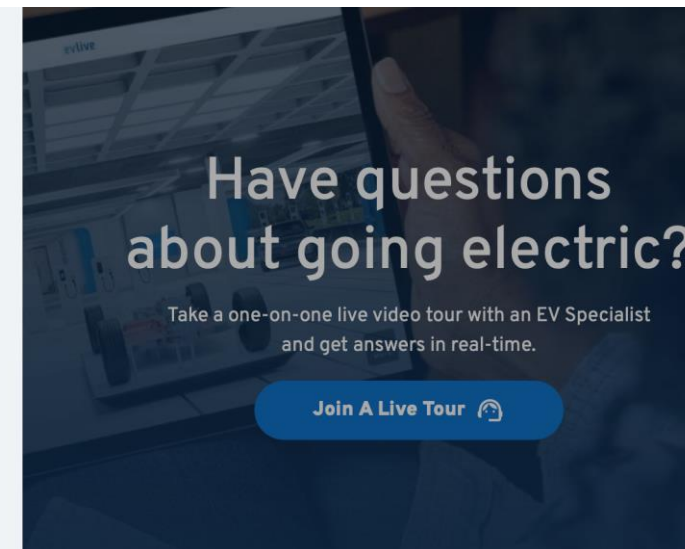 evlive
Have questions
about going electric?
Take a one-on-one live video tour with an EV Specialist
and get answers in real-time.
Join A Live Tour